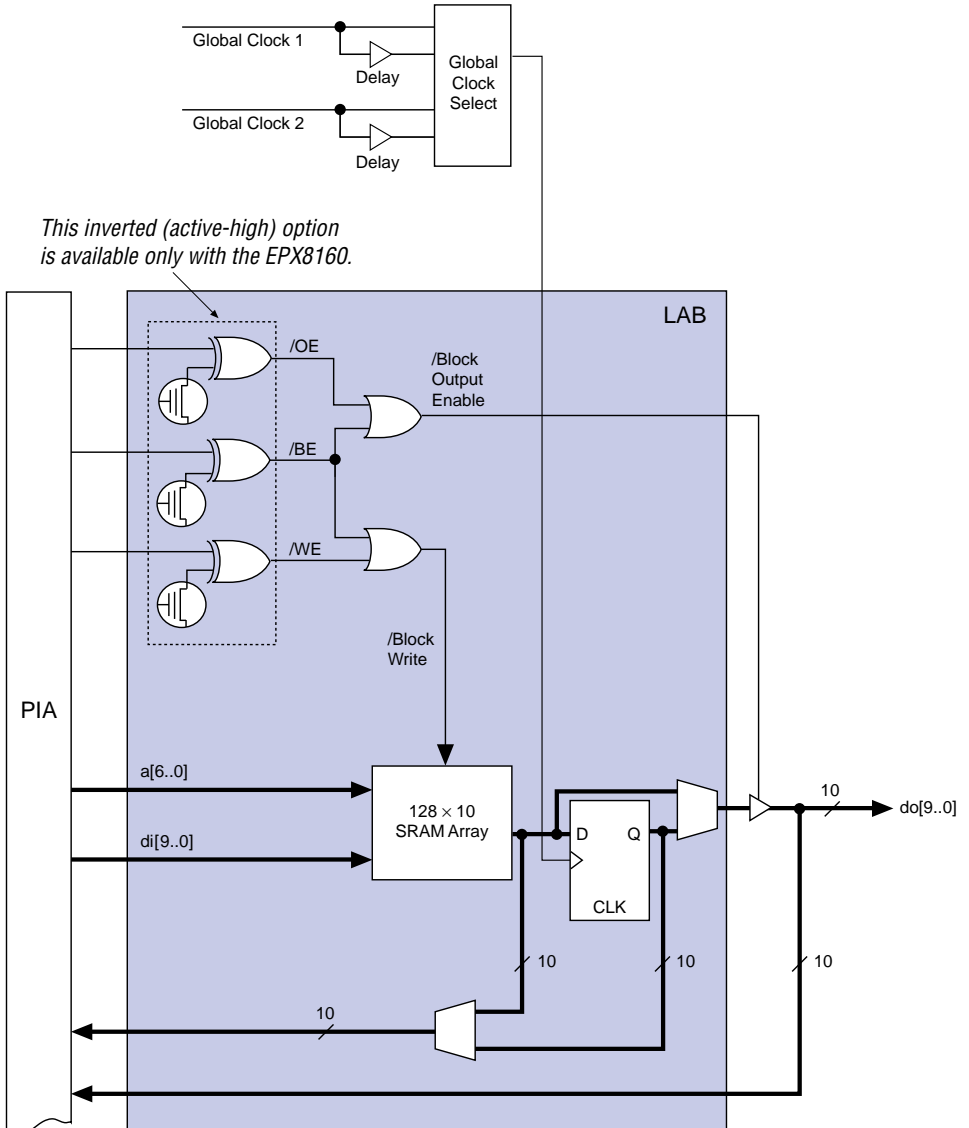 Global Clock 1
Delay
Global
Clock
Select
Global Clock 2
Delay
This inverted (active-high) option
is available only with the EPX8160.
LAB
/OE
/Block
Output
Enable
/BE
/WE
/Block
Write
PIA
a[6..0]
128 × 10
SRAM Array
di[9..0]
D
Q
CLK
10
do[9..0]
10
10
10
10